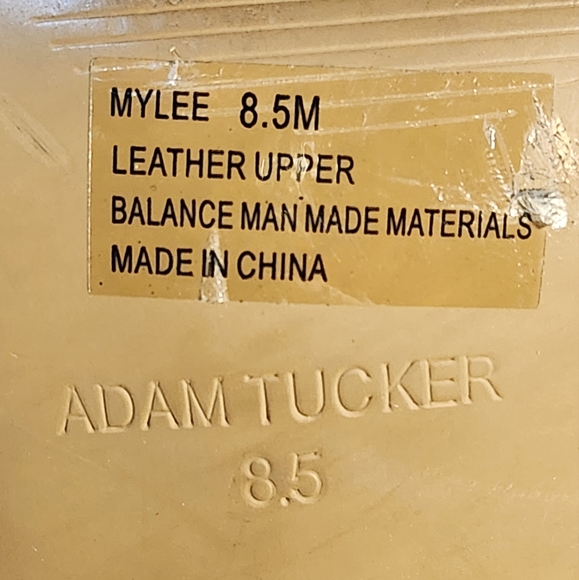 MYLEE 8.5M
LEATHER UPPER
BALANCE MAN MADE MATERIALS
MADE IN CHINA
ADAM TUCKER
8.5